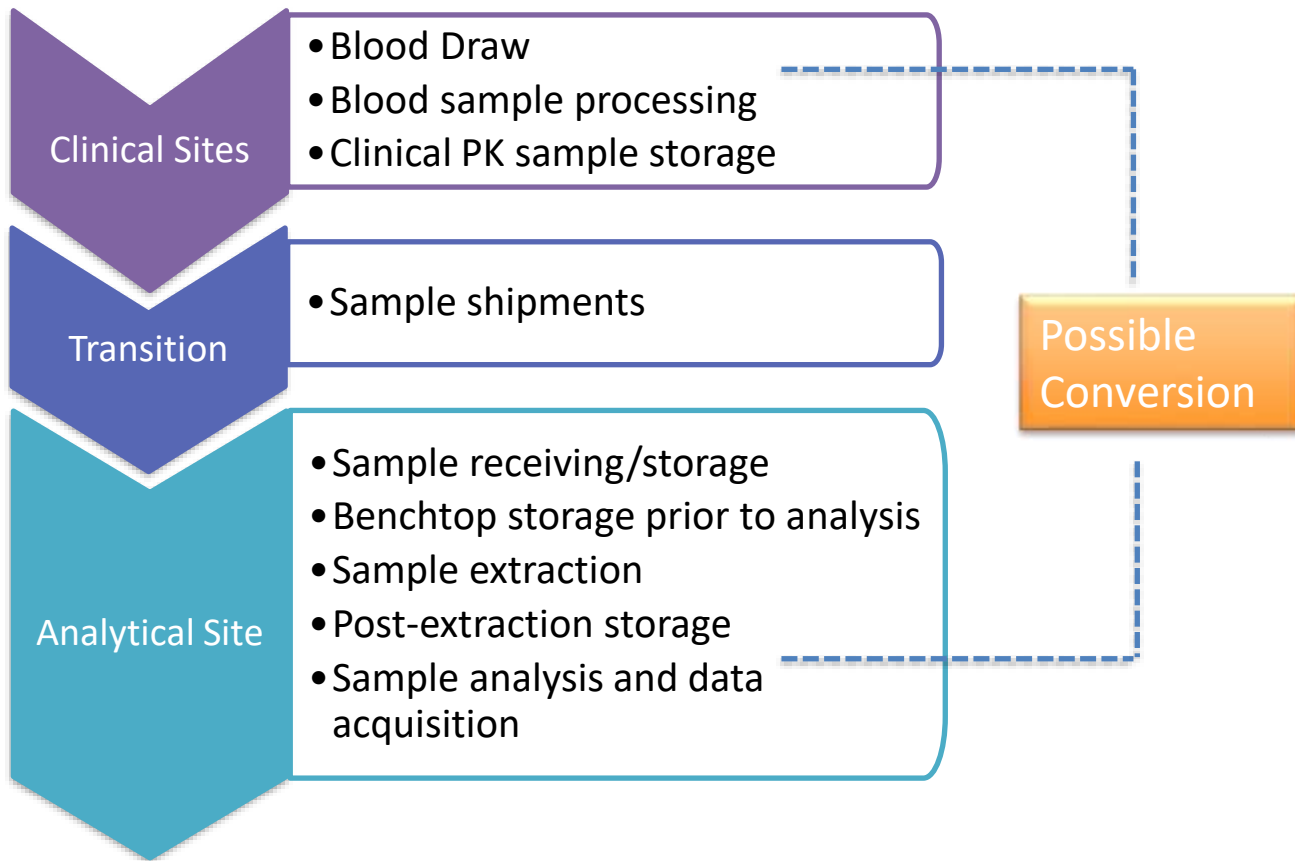 Clinical Sites
•Blood Draw
•Blood sample processing
•Clinical PK sample storage
Transition
•Sample shipments
Possible
Conversion
Analytical Site
•Sample receiving/storage
•Benchtop storage prior to analysis
•Sample extraction
•Post-extraction storage
•Sample analysis and data
acquisition